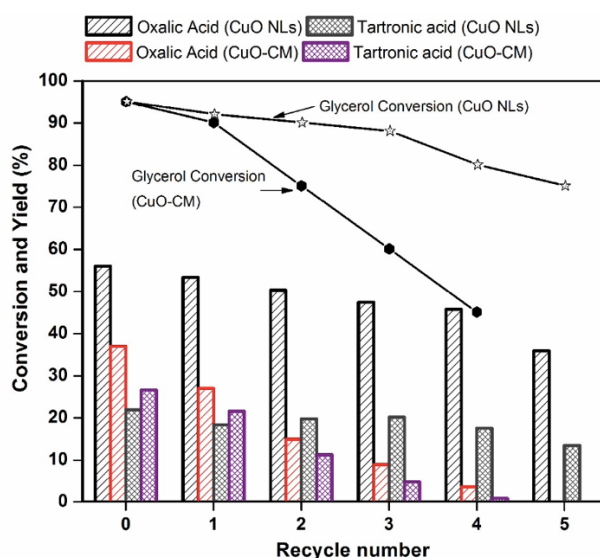 Oxalic Acid (CuO NLs) Tartronic acid (CuO NLs)
Oxalic Acid (CuO-CM) Tartronic acid (CuO-CM)
Conversion and Yield (%)
100
90
80
70
60
50
40
30
20
10
0
Glycerol Conversion (CuO NLs)
Glycerol Conversion
(CuO-CM)
0 1 2 3 4 5
Recycle number